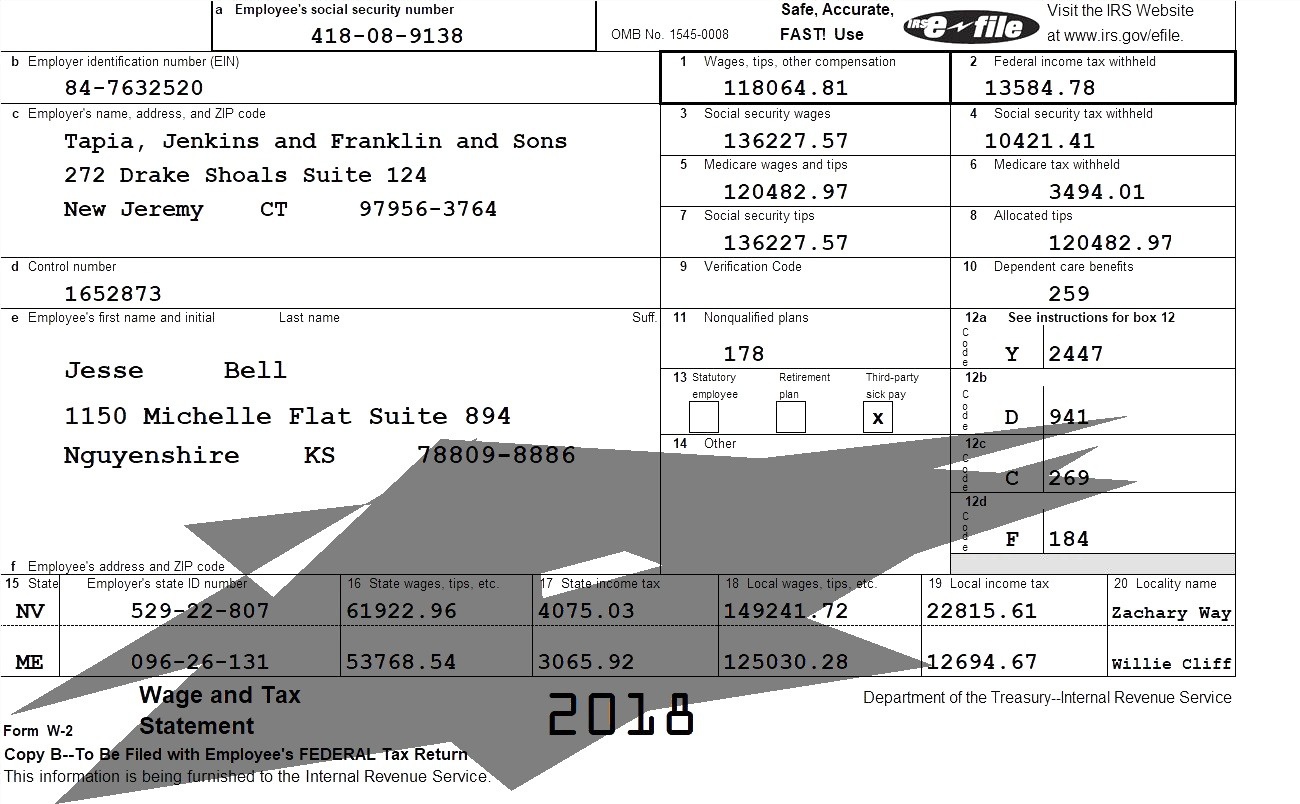 a Employee's social security number
418-08-9138
OMB No. 1545-0008
Safe, Accurate,
FAST! Use
IRS e-file
Visit the IRS Website
at www.irs.gov/efile.
b Employer identification number (EIN)
84-7632520
1 Wages, tips, other compensation
118064.81
2 Federal income tax withheld
13584.78
c Employer's name, address, and ZIP code
Tapia, Jenkins and Franklin and Sons
272 Drake Shoals Suite 124
New Jeremy CT 97956-3764
3 Social security wages
136227.57
4 Social security tax withheld
10421.41
5 Medicare wages and tips
120482.97
6 Medicare tax withheld
3494.01
7 Social security tips
136227.57
8 Allocated tips
120482.97
d Control number
1652873
9 Verification Code
10 Dependent care benefits
259
e Employee's first name and initial Last name Suff.
Jesse Bell
1150 Michelle Flat Suite 894
Nguyenshire KS 78809-8886
11 Nonqualified plans
178
12a See instructions for box 12
Code Y 2447
13 Statutory employee
Retirement plan
Third-party sick pay
x
12b
Code D 941
14 Other
12c
Code C 269
12d
Code F 184
f Employee's address and ZIP code
15 State Employer's state ID number 16 State wages, tips, etc. 17 State income tax 18 Local wages, tips, etc. 19 Local income tax 20 Locality name
NV 529-22-807 61922.96 4075.03 149241.72 22815.61 Zachary Way
ME 096-26-131 53768.54 3065.92 125030.28 12694.67 Willie Cliff
Form W-2
Wage and Tax
Statement
2018
Department of the Treasury--Internal Revenue Service
Copy B--To Be Filed with Employee's FEDERAL Tax Return
This information is being furnished to the Internal Revenue Service.